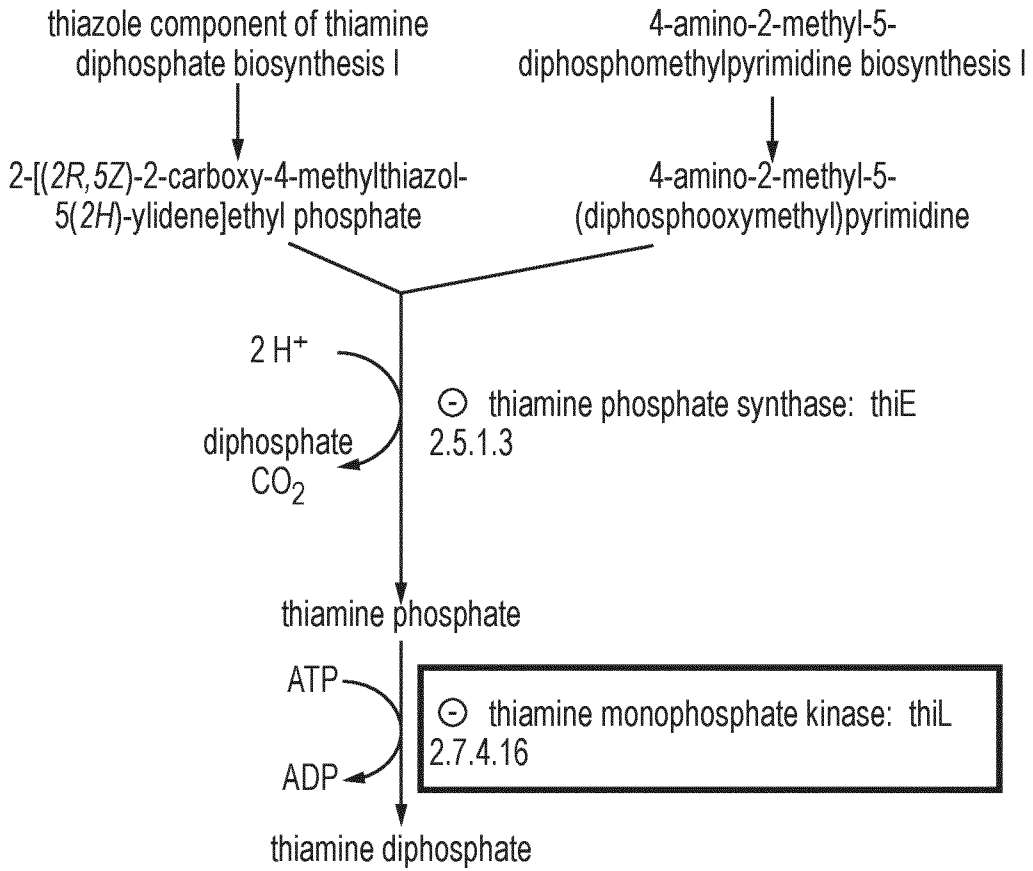 thiazole component of thiamine
diphosphate biosynthesis I
4-amino-2-methyl-5-
diphosphomethylpyrimidine biosynthesis I
2-[(2R,5Z)-2-carboxy-4-methylthiazol-
5(2H)-ylidene]ethyl phosphate
4-amino-2-methyl-5-
(diphosphooxymethyl)pyrimidine
2 H⁺
diphosphate
CO₂
⊖ thiamine phosphate synthase: thiE
2.5.1.3
thiamine phosphate
ATP
ADP
⊖ thiamine monophosphate kinase: thiL
2.7.4.16
thiamine diphosphate